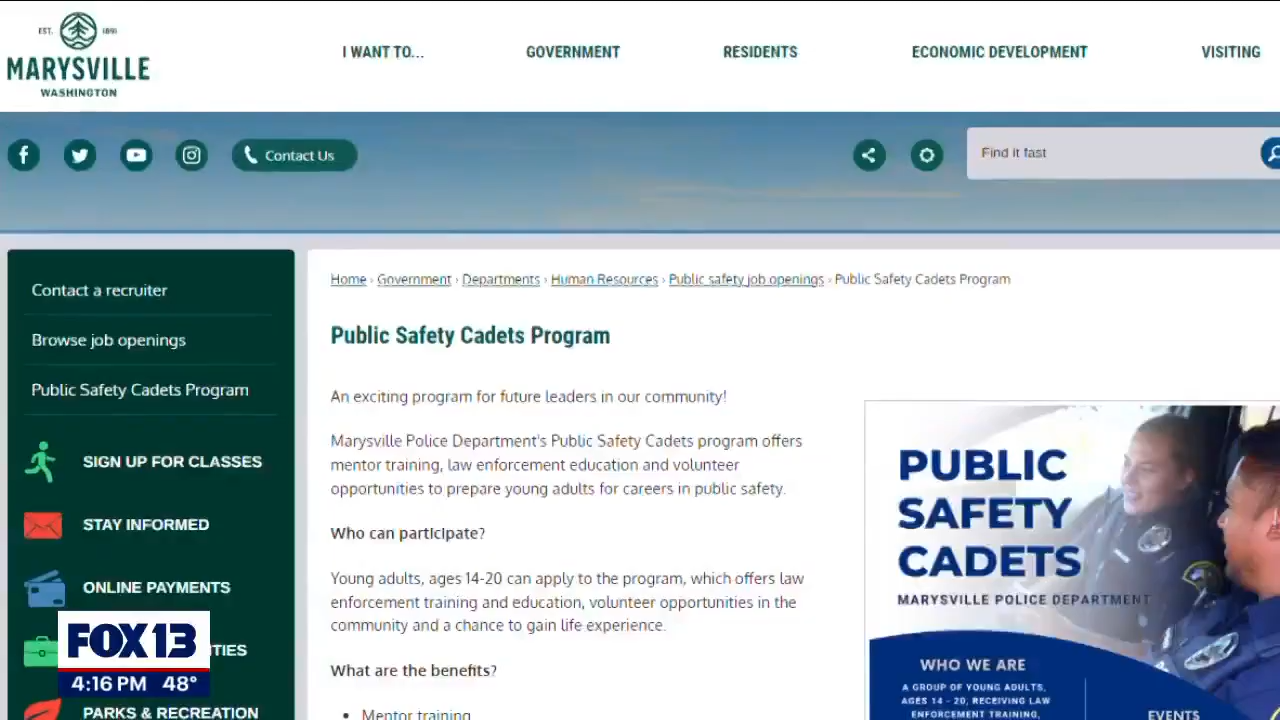 EST. 1891
MARYSVILLE
WASHINGTON
I WANT TO...
GOVERNMENT
RESIDENTS
ECONOMIC DEVELOPMENT
VISITING
Contact Us
Find it fast
Contact a recruiter
Browse job openings
Public Safety Cadets Program
SIGN UP FOR CLASSES
STAY INFORMED
ONLINE PAYMENTS
PARKS & RECREATION
Home › Government › Departments › Human Resources › Public safety job openings › Public Safety Cadets Program
Public Safety Cadets Program
An exciting program for future leaders in our community!
Marysville Police Department's Public Safety Cadets program offers
mentor training, law enforcement education and volunteer
opportunities to prepare young adults for careers in public safety.
Who can participate?
Young adults, ages 14-20 can apply to the program, which offers law
enforcement training and education, volunteer opportunities in the
community and a chance to gain life experience.
What are the benefits?
• Mentor training
PUBLIC
SAFETY
CADETS
MARYSVILLE POLICE DEPARTMENT
WHO WE ARE
A GROUP OF YOUNG ADULTS,
AGES 14 - 20, RECEIVING LAW
ENFORCEMENT TRAINING,
EVENTS
FOX 13
4:16 PM 48°